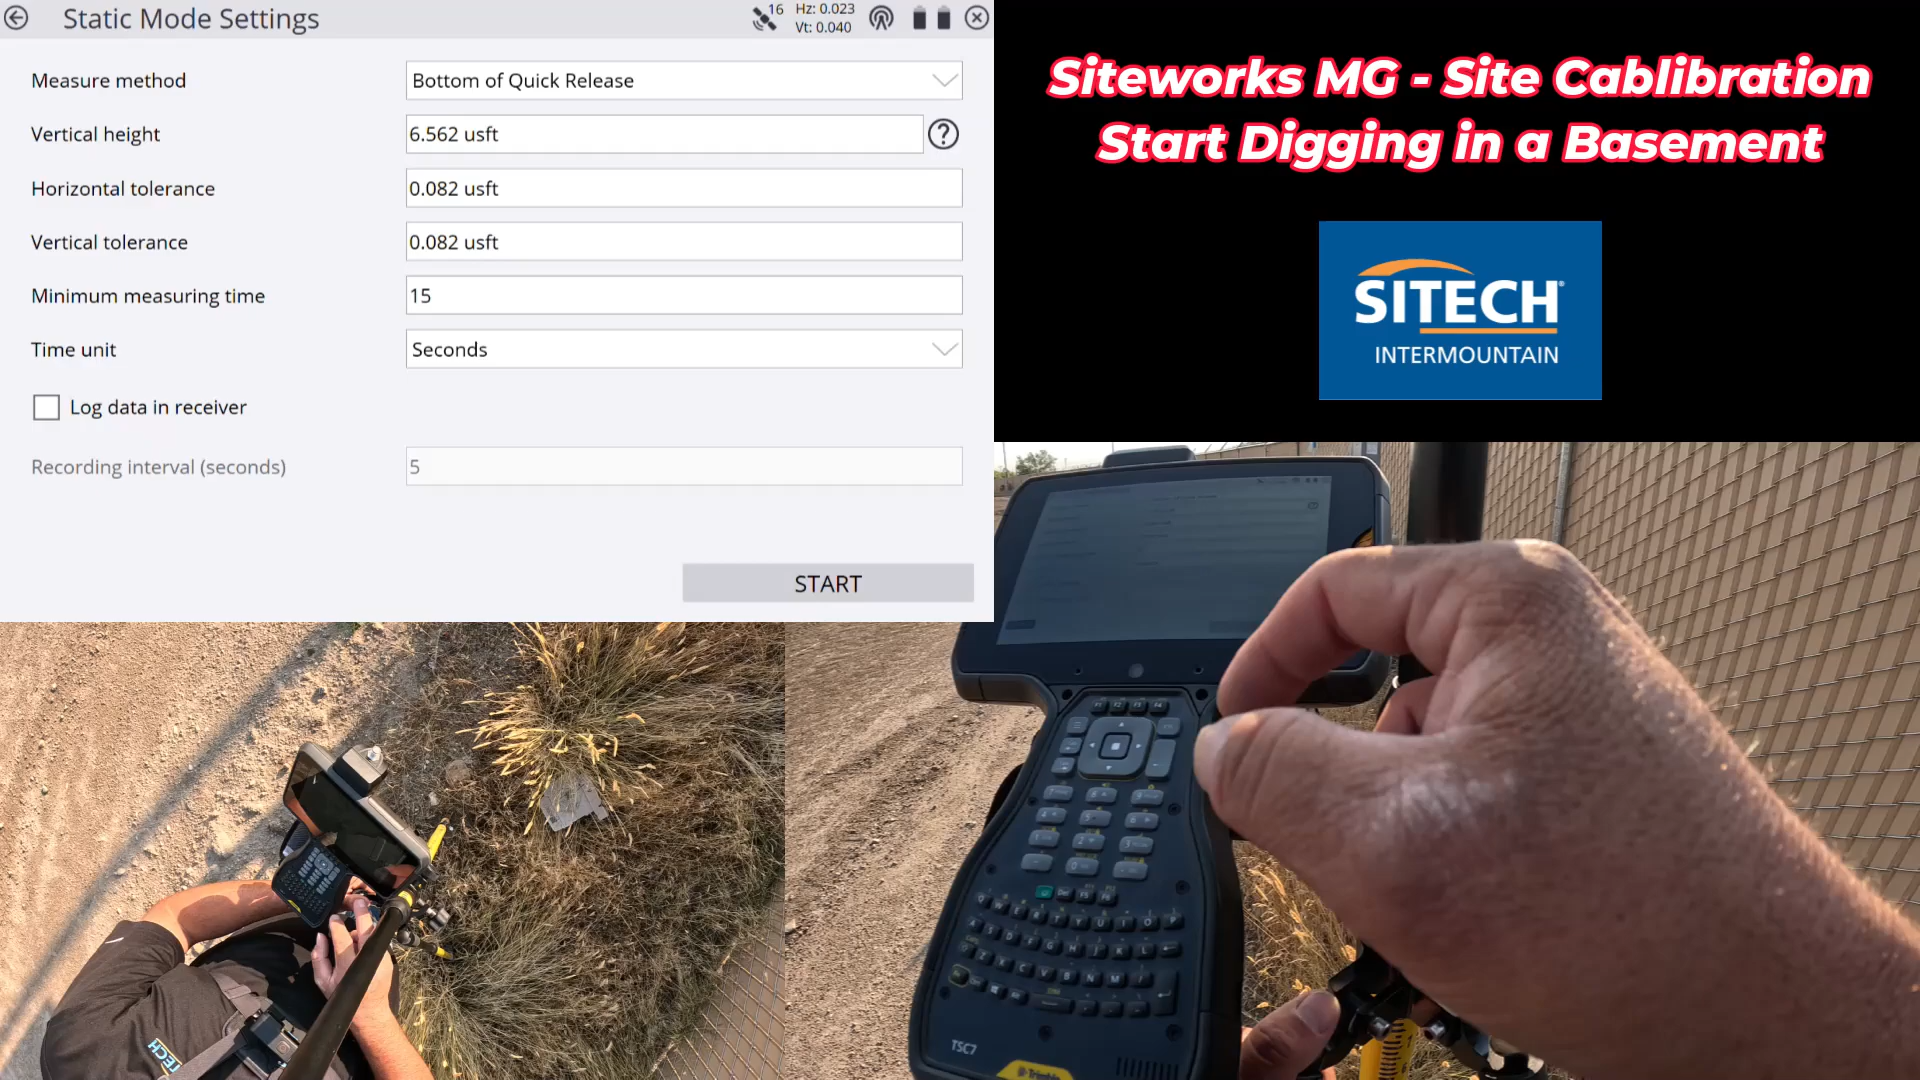 Static Mode Settings
16
Hz: 0.023
Vt: 0.040
Measure method
Bottom of Quick Release
Vertical height
6.562 usft
Horizontal tolerance
0.082 usft
Vertical tolerance
0.082 usft
Minimum measuring time
15
Time unit
Seconds
Log data in receiver
Recording interval (seconds)
5
START
Siteworks MG - Site Cablibration
Start Digging in a Basement
SITECH®
INTERMOUNTAIN
TSC7
Trimble